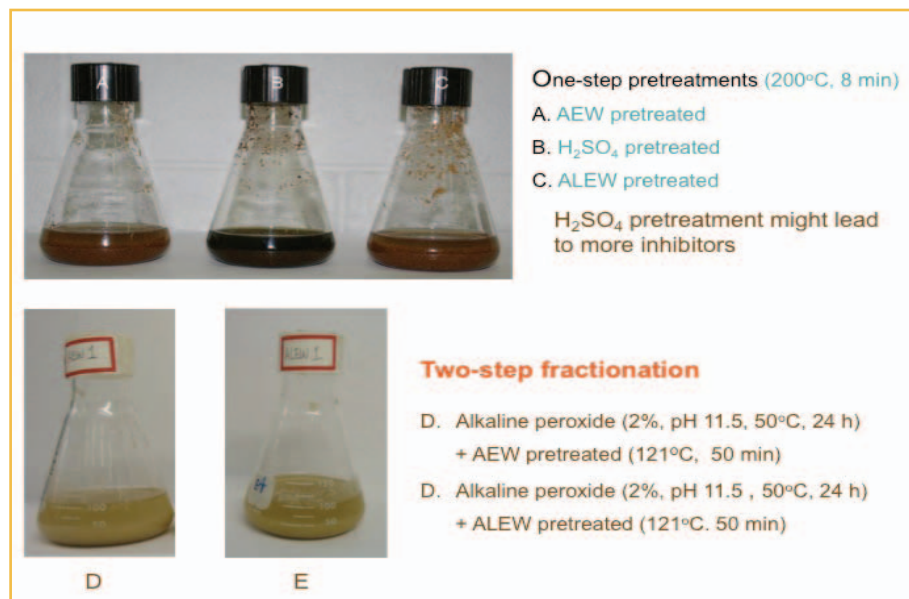 A
B
C
One-step pretreatments (200°C, 8 min)
A. AEW pretreated
B. H₂SO₄ pretreated
C. ALEW pretreated
H₂SO₄ pretreatment might lead
to more inhibitors
ALEW 1
Two-step fractionation
D. Alkaline peroxide (2%, pH 11.5, 50°C, 24 h)
+ AEW pretreated (121°C, 50 min)
D. Alkaline peroxide (2%, pH 11.5 , 50°C, 24 h)
+ ALEW pretreated (121°C. 50 min)
D
E